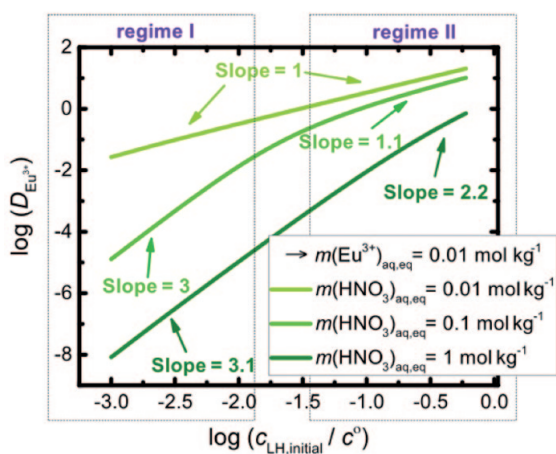 regime I
regime II
Slope = 1
Slope = 1.1
Slope = 2.2
Slope = 3
Slope = 3.1
→ m(Eu³⁺)aq,eq = 0.01 mol kg⁻¹
m(HNO₃)aq,eq = 0.01 mol kg⁻¹
m(HNO₃)aq,eq = 0.1 mol kg⁻¹
m(HNO₃)aq,eq = 1 mol kg⁻¹
log (D Eu³⁺)
2
0
-2
-4
-6
-8
-3.0 -2.5 -2.0 -1.5 -1.0 -0.5 0.0
log (cLH,initial / c°)